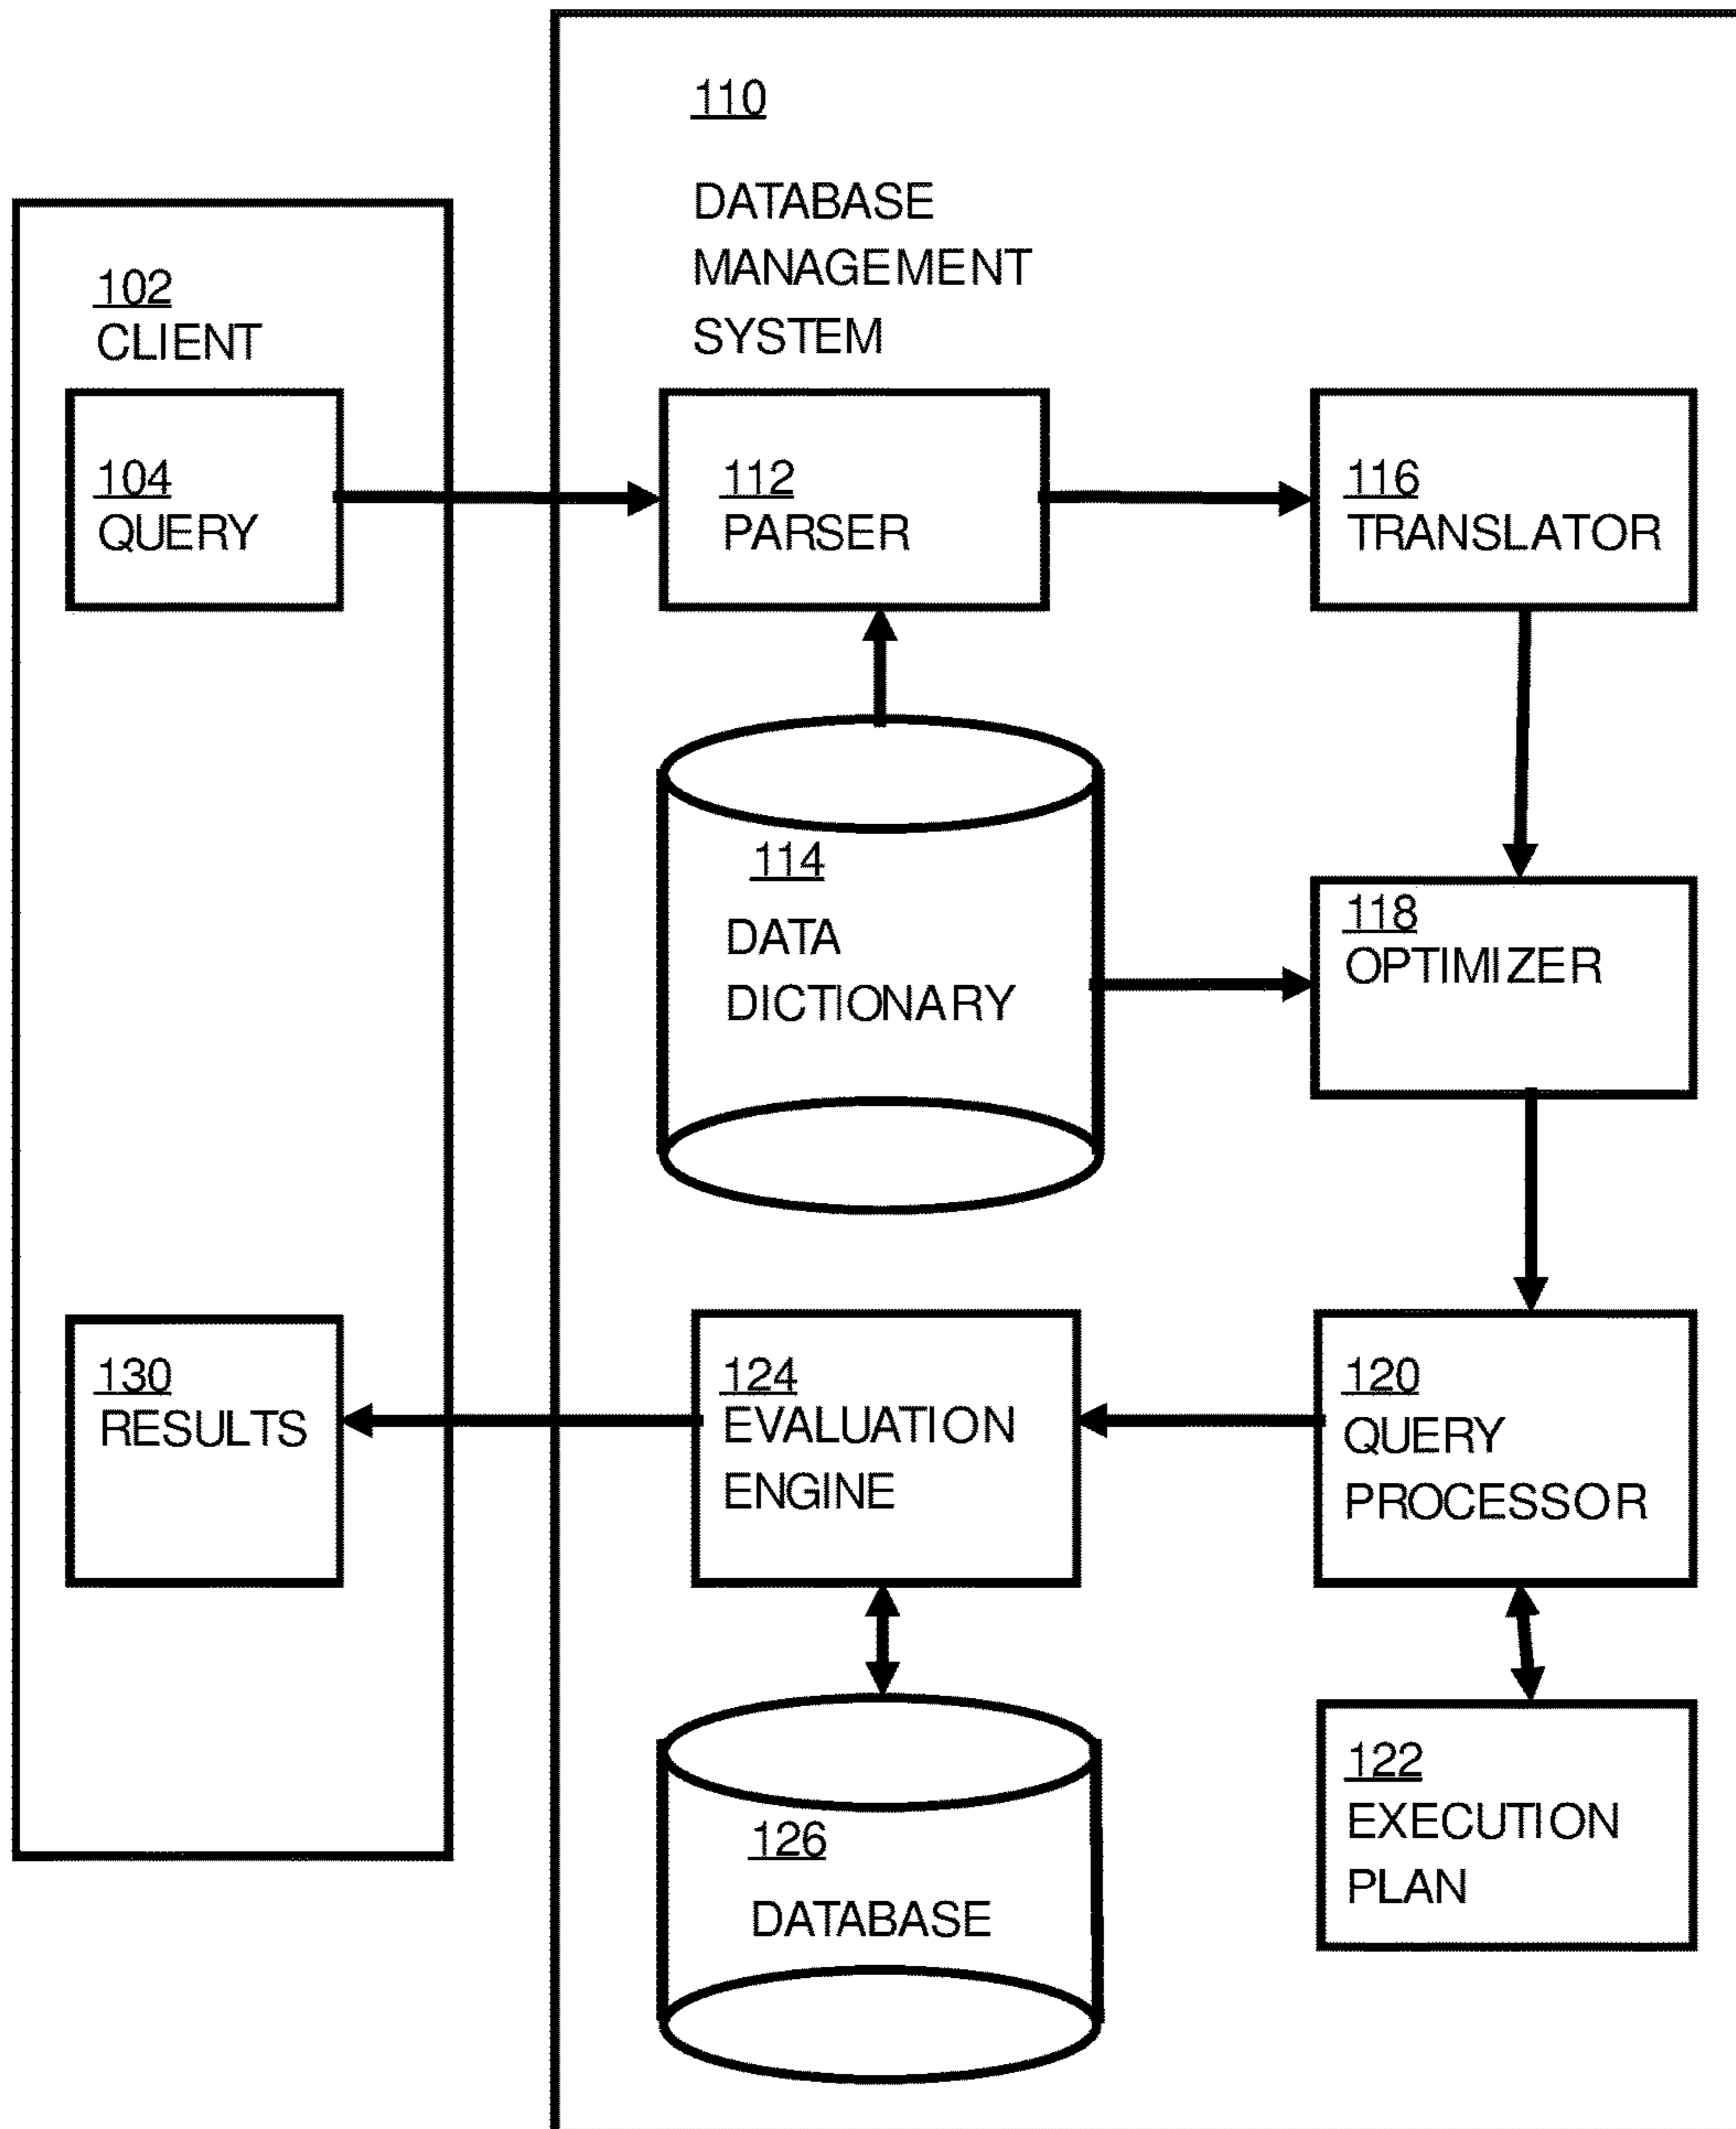 110
DATABASE
MANAGEMENT
SYSTEM
102
CLIENT
104
QUERY
112
PARSER
116
TRANSLATOR
114
DATA
DICTIONARY
118
OPTIMIZER
130
RESULTS
124
EVALUATION
ENGINE
120
QUERY
PROCESSOR
126
DATABASE
122
EXECUTION
PLAN